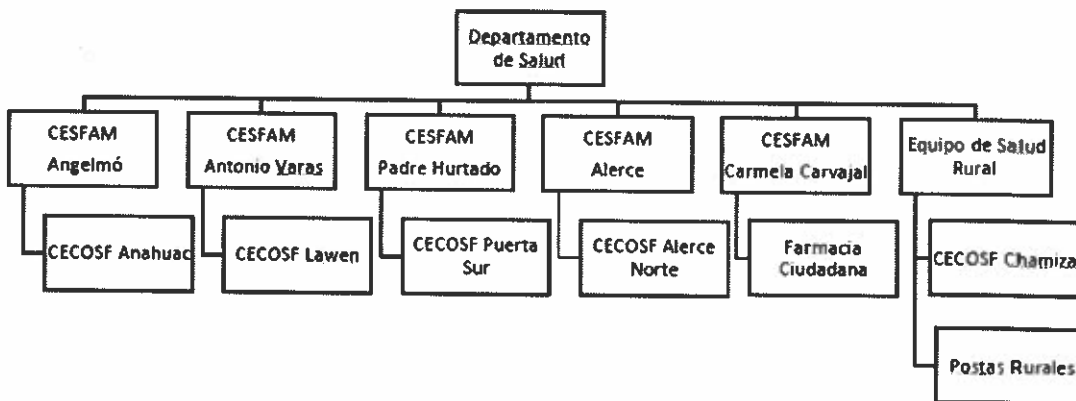 Departamento
de Salud
CESFAM
Angelmó
CESFAM
Antonio Varas
CESFAM
Padre Hurtado
CESFAM
Alerce
CESFAM
Carmela Carvajal
Equipo de Salud
Rural
CECOSF Anahuac
CECOSF Lawen
CECOSF Puerta
Sur
CECOSF Alerce
Norte
Farmacia
Ciudadana
CECOSF Chamiza
Postas Rurales